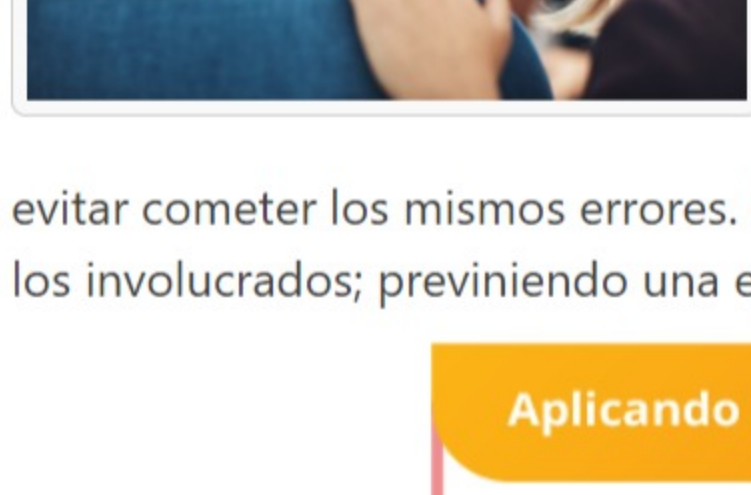 evitar cometer los mismos errores.
los involucrados; previniendo una
Aplicando